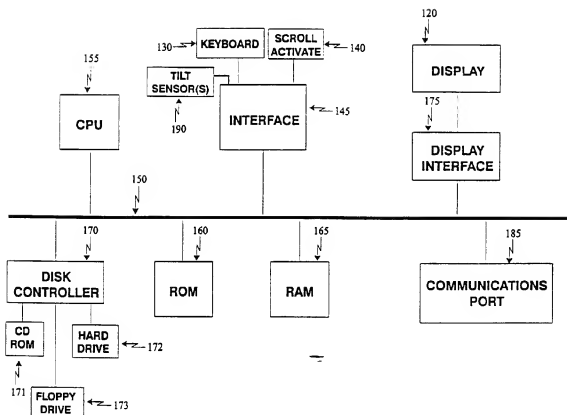 120
130
KEYBOARD
SCROLL
ACTIVATE
140
155
TILT
SENSOR(S)
190
DISPLAY
CPU
INTERFACE
145
175
DISPLAY
INTERFACE
150
170
160
165
185
DISK
CONTROLLER
ROM
RAM
COMMUNICATIONS
PORT
CD
ROM
171
HARD
DRIVE
172
FLOPPY
DRIVE
173